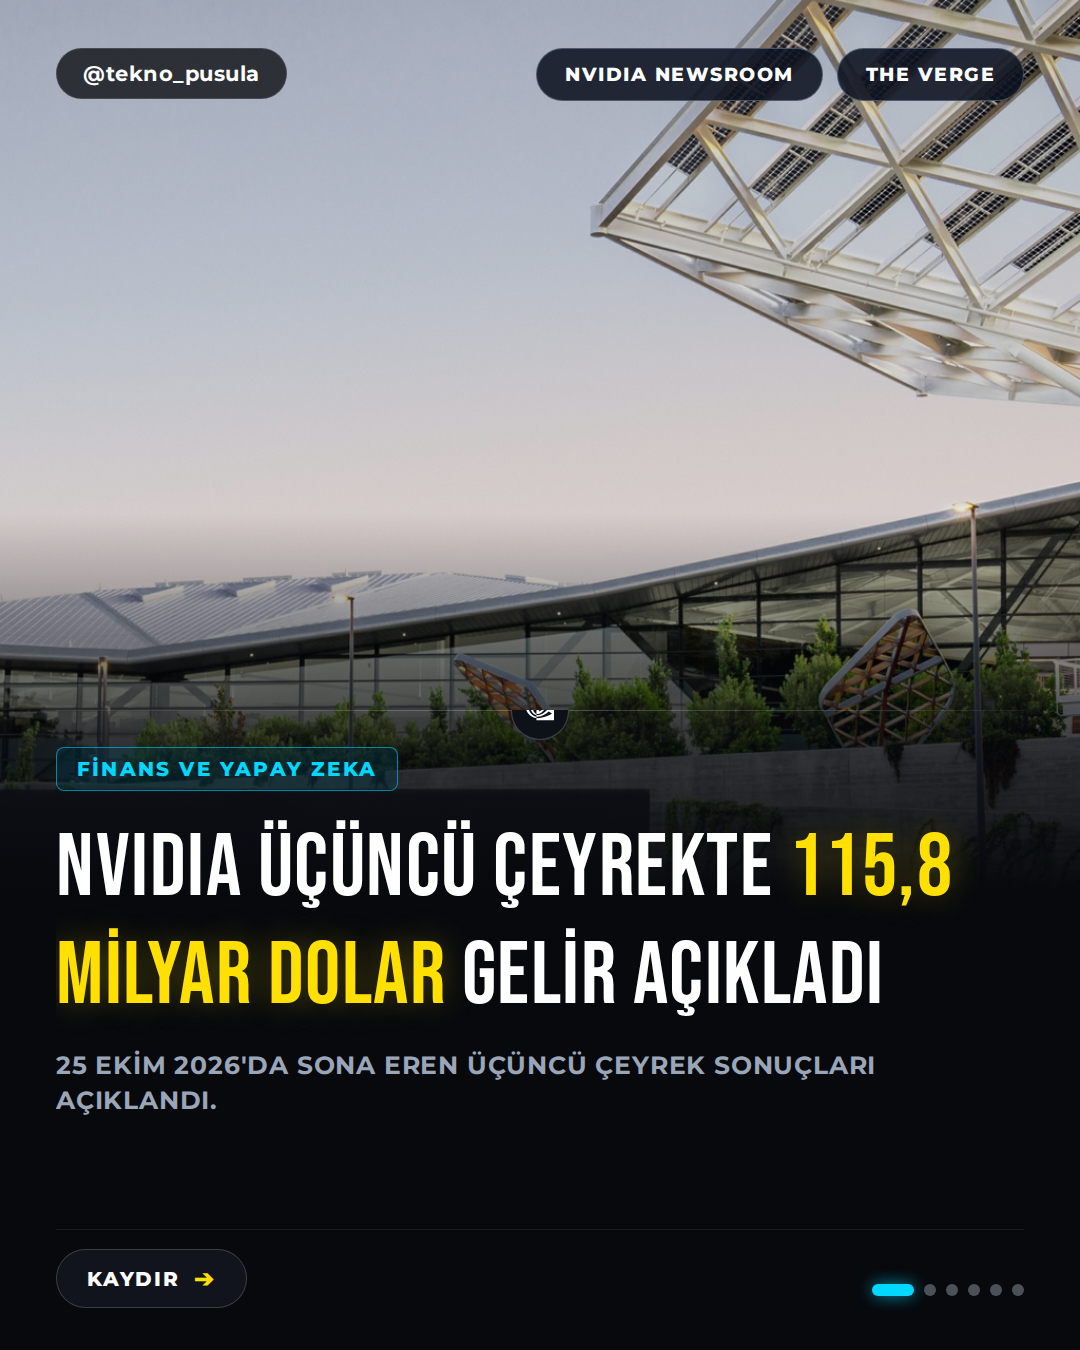 @tekno_pusula
NVIDIA NEWSROOM
THE VERGE
FİNANS VE YAPAY ZEKA
NVIDIA ÜÇÜNCÜ ÇEYREKTE 115,8
MİLYAR DOLAR GELİR AÇIKLADI
25 EKİM 2026'DA SONA EREN ÜÇÜNCÜ ÇEYREK SONUÇLARI
AÇIKLANDI.
KAYDIR ➔